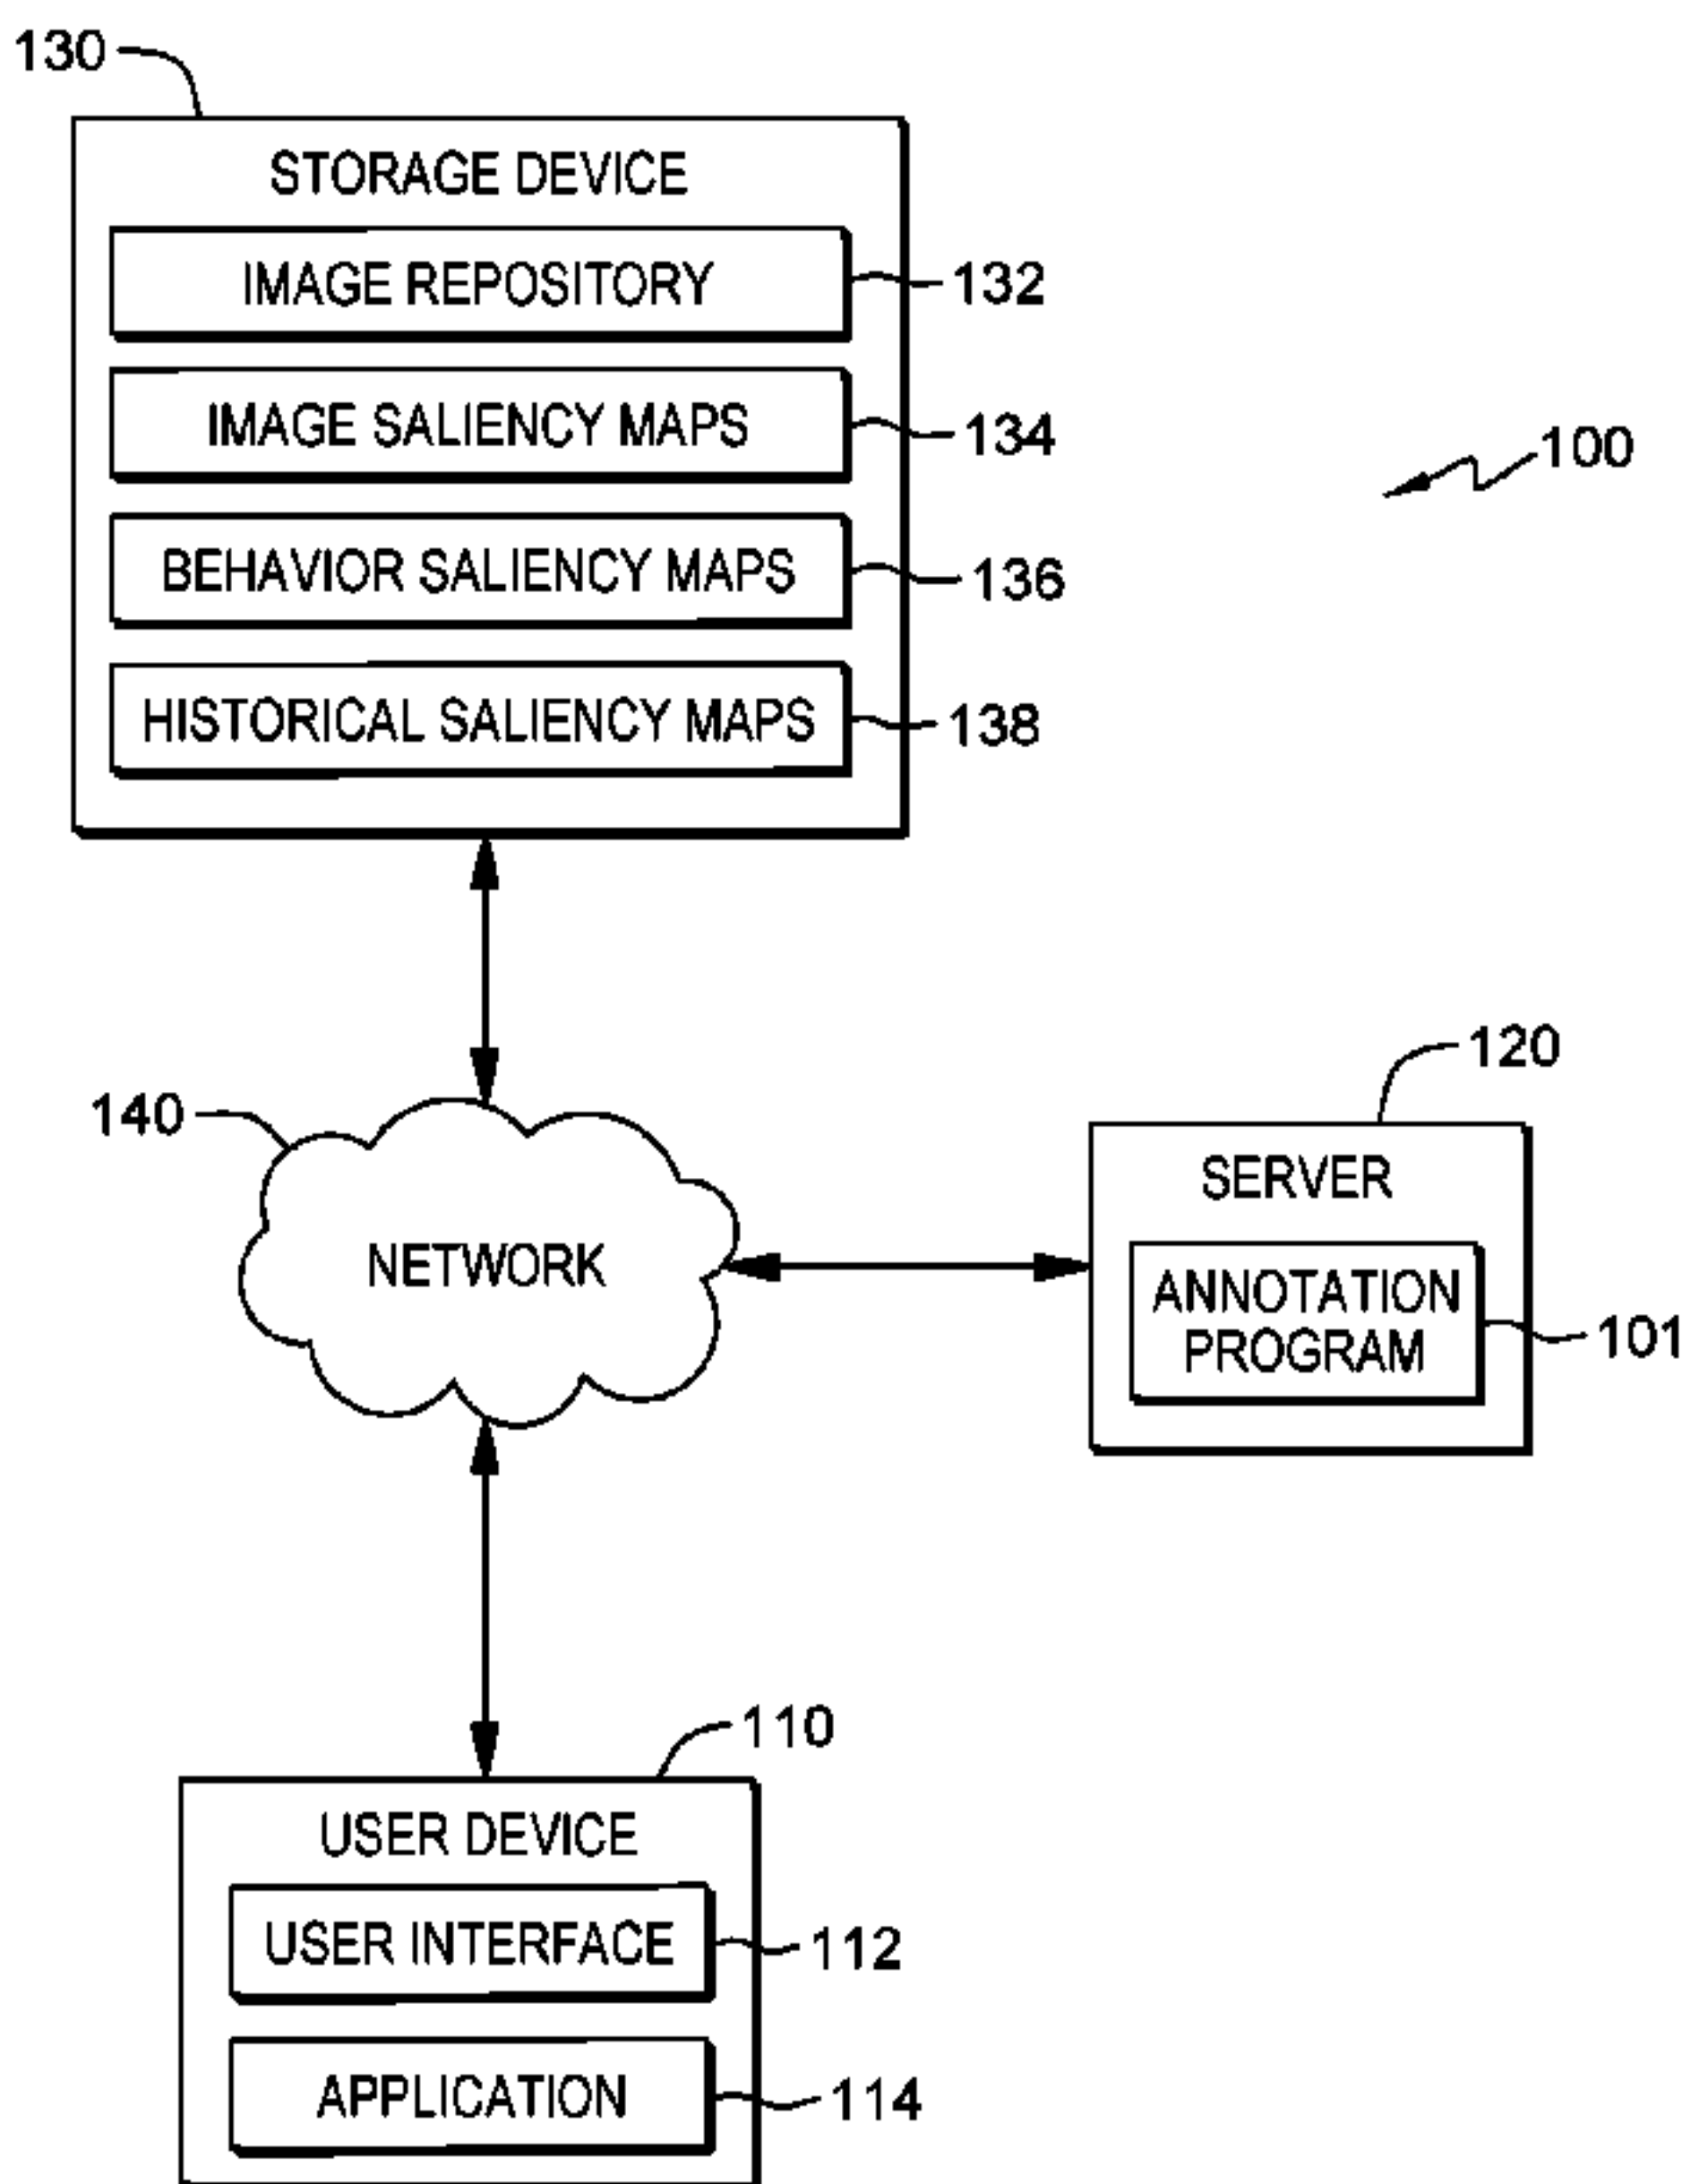 130
STORAGE DEVICE
IMAGE REPOSITORY
132
IMAGE SALIENCY MAPS
134
100
BEHAVIOR SALIENCY MAPS
136
HISTORICAL SALIENCY MAPS
138
140
NETWORK
120
SERVER
ANNOTATION
PROGRAM
101
110
USER DEVICE
USER INTERFACE
112
APPLICATION
114